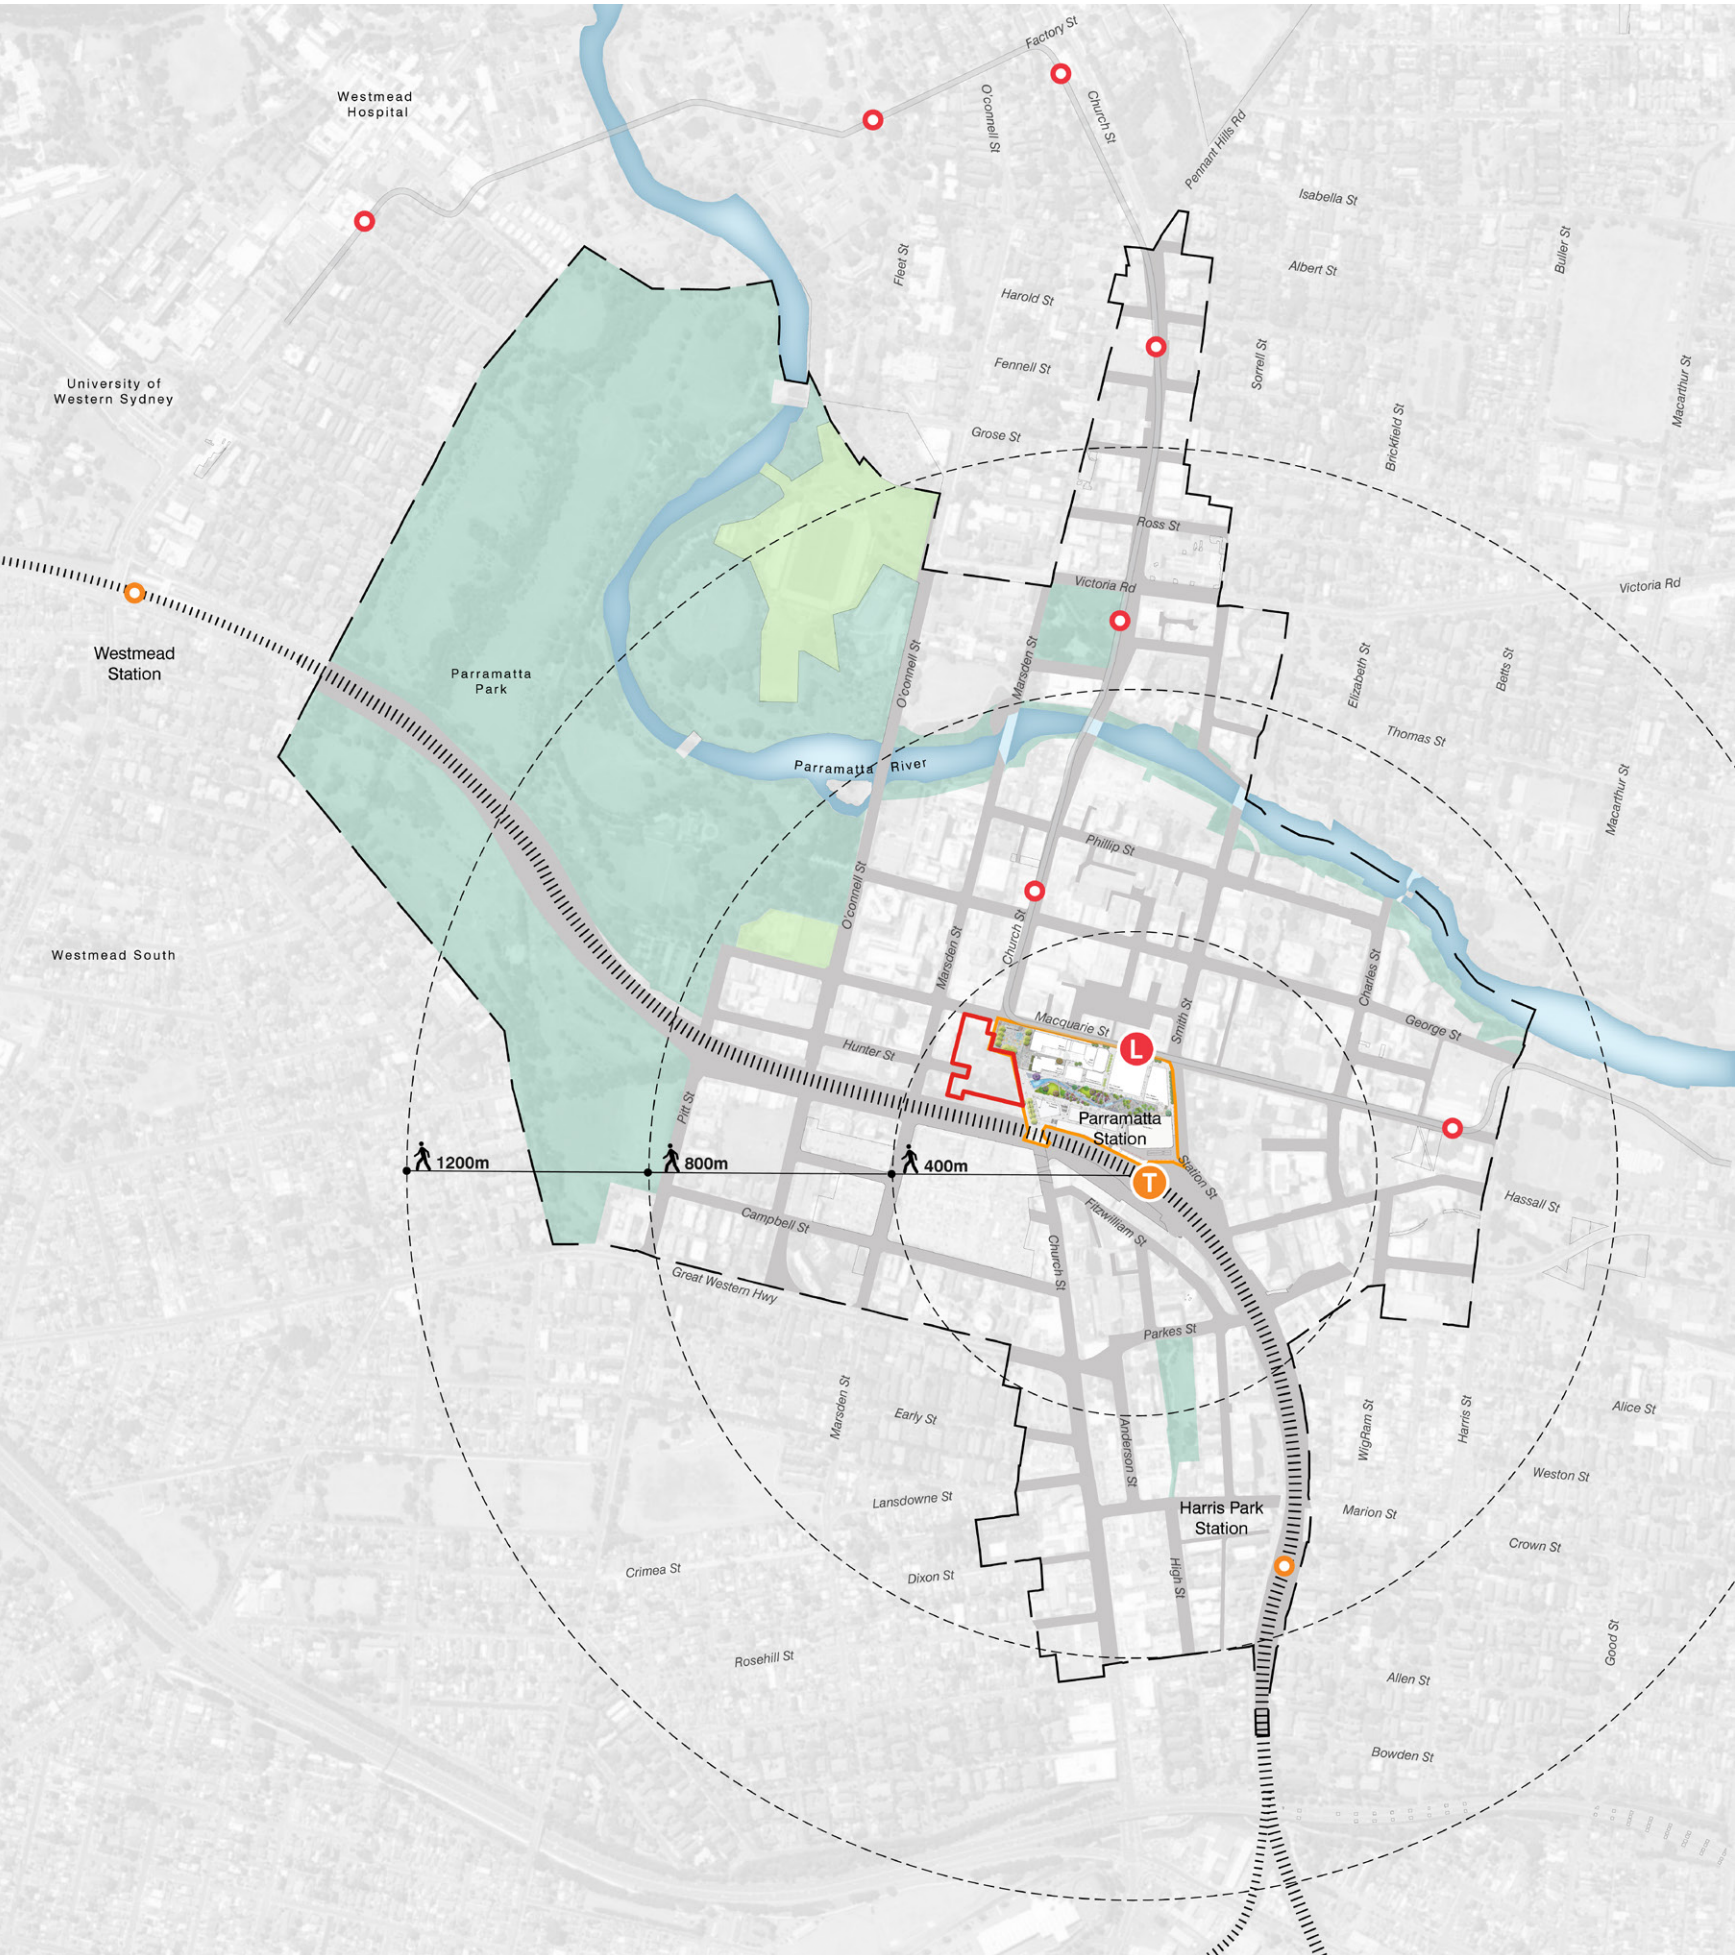 Factory St
Westmead
Hospital
O'connell St
Church St
Pennant Hills Rd
Isabella St
Fleet St
Buller St
Albert St
Harold St
Sorrell St
Fennell St
Macarthur St
University of
Western Sydney
Brickfield St
Grose St
Ross St
Victoria Rd
Victoria Rd
Westmead
Station
Parramatta
Park
O'connell St
Marsden St
Elizabeth St
Betts St
Thomas St
Parramatta River
Macarthur St
Phillip St
O'connell St
Church St
Marsden St
Westmead South
Charles St
Smith St
Macquarie St
George St
L
Hunter St
Pitt St
Parramatta
Station
1200m
800m
400m
T
Station St
Hassall St
Fitzwilliam St
Campbell St
Church St
Great Western Hwy
Parkes St
Marsden St
Early St
Anderson St
WigRam St
Harris St
Alice St
Weston St
Lansdowne St
Harris Park
Station
Marion St
Crown St
Crimea St
Dixon St
High St
Rosehill St
Good St
Allen St
Bowden St